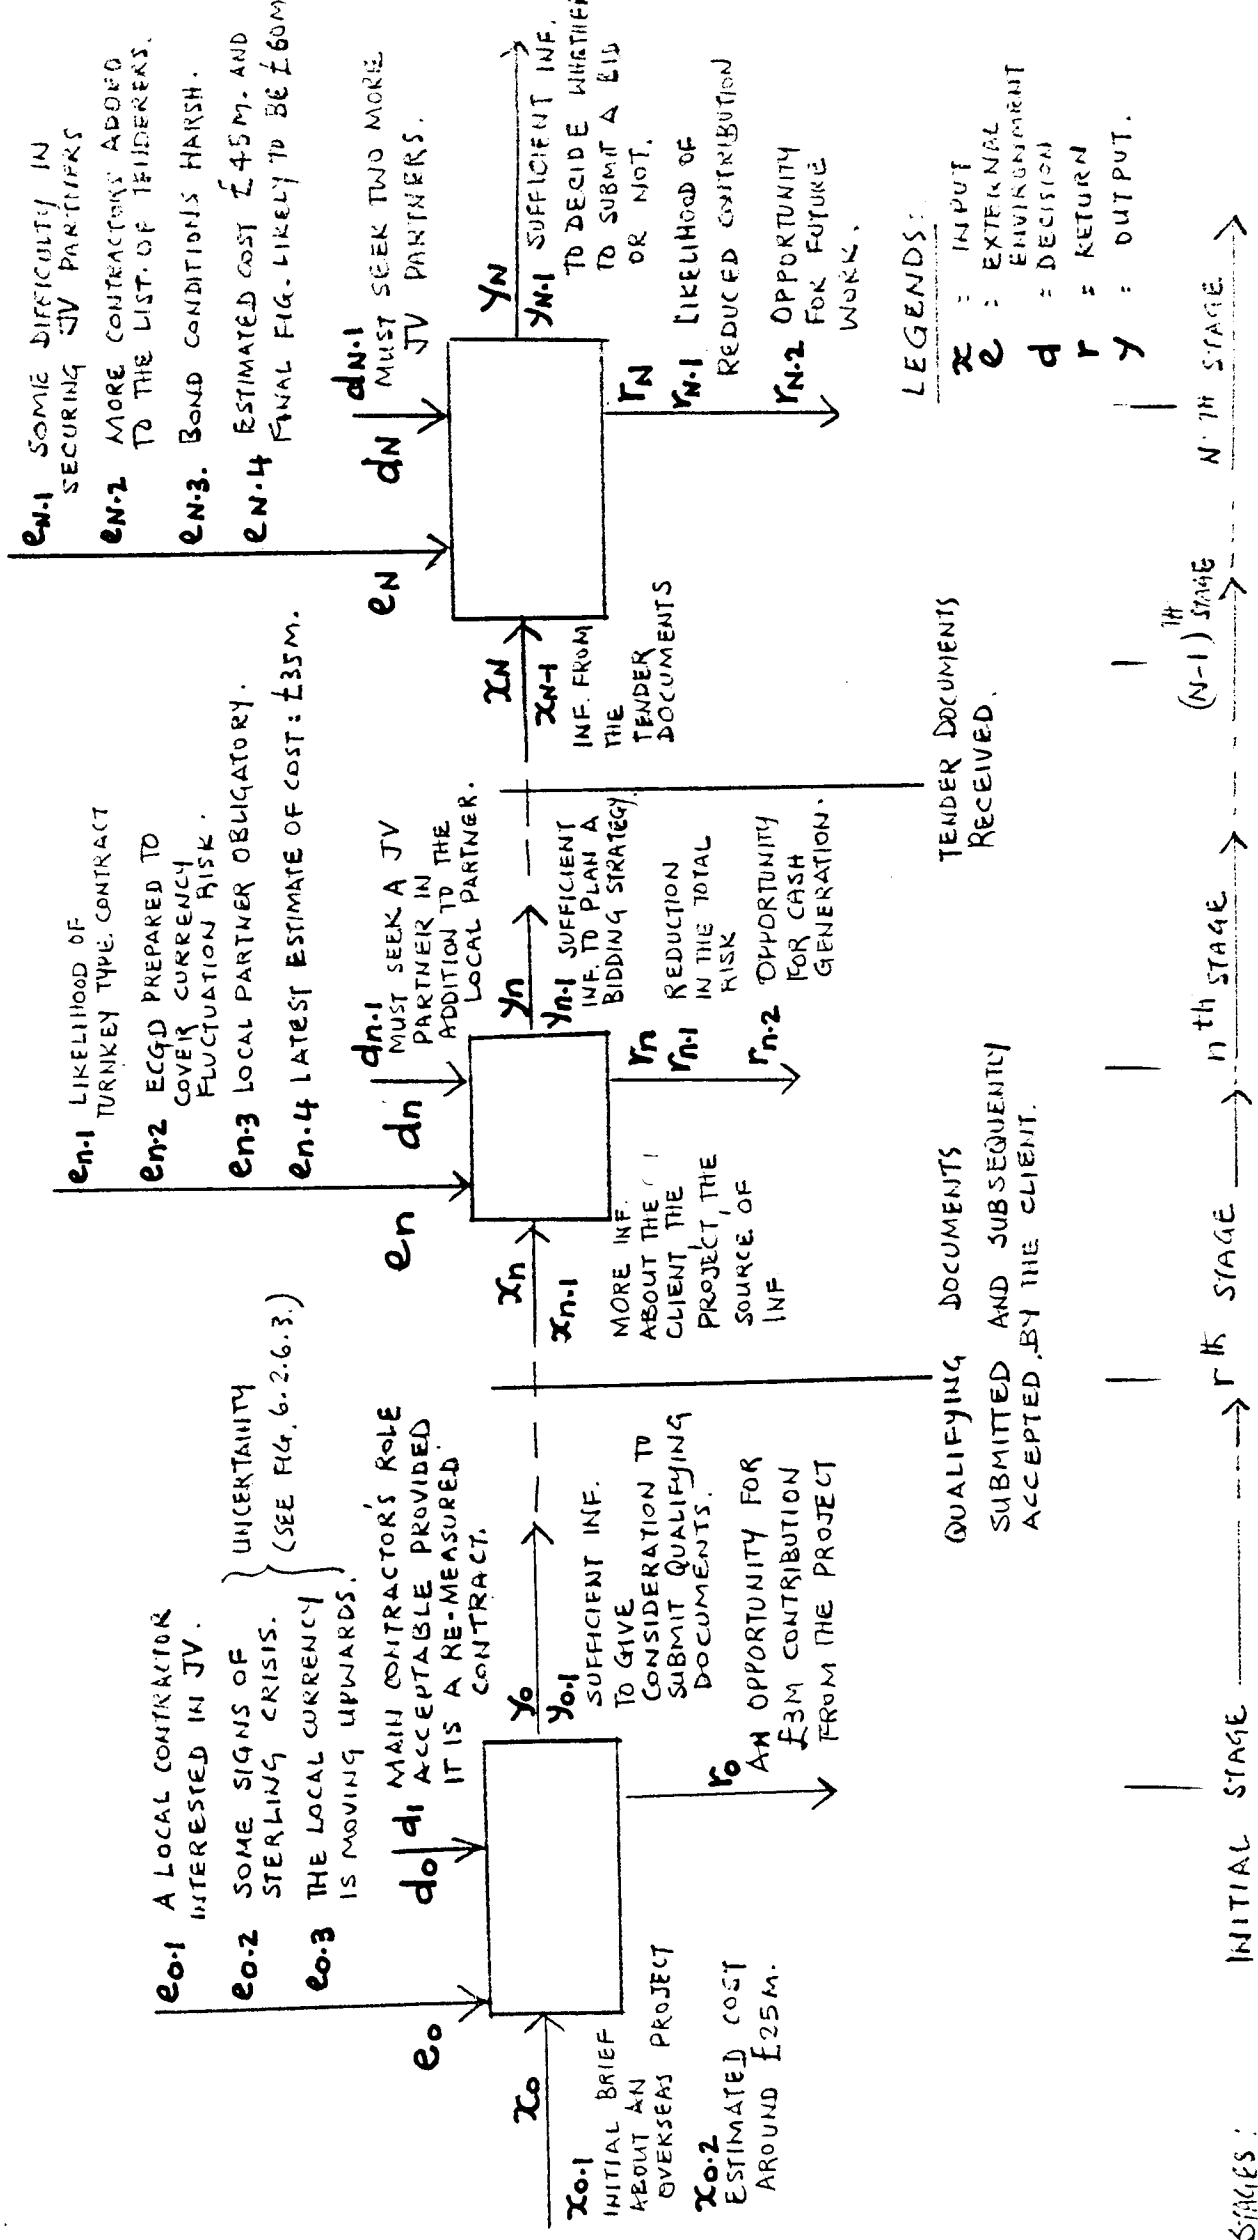 e0.1 A LOCAL CONTRACTOR
INTERESTED IN JV.
e0.2 SOME SIGNS OF
STERLING CRISIS.
e0.3 THE LOCAL CURRENCY
IS MOVING UPWARDS.
UNCERTAINTY
(SEE FIG. 6.2.6.3.)
e0
d0 d1 MAIN CONTRACTOR'S ROLE
ACCEPTABLE PROVIDED
IT IS A RE-MEASURED
CONTRACT.
x0
x0.1
INITIAL BRIEF
ABOUT AN
OVERSEAS PROJECT
x0.2
ESTIMATED COST
AROUND £25M.
y0
y0.1
SUFFICIENT INF.
TO GIVE
CONSIDERATION TO
SUBMIT QUALIFYING
DOCUMENTS.
r0
AN OPPORTUNITY FOR
£3M CONTRIBUTION
FROM THE PROJECT
QUALIFYING DOCUMENTS
SUBMITTED AND SUBSEQUENTLY
ACCEPTED BY THE CLIENT.
en.1 LIKELIHOOD OF
TURNKEY TYPE CONTRACT
en.2 ECGD PREPARED TO
COVER CURRENCY
FLUCTUATION RISK.
en.3 LOCAL PARTNER OBLIGATORY.
en.4 LATEST ESTIMATE OF COST: £35M.
en
dn
dn.1
MUST SEEK A JV
PARTNER IN
ADDITION TO THE
LOCAL PARTNER.
xn
xn.1
MORE INF.
ABOUT THE
CLIENT THE
PROJECT, THE
SOURCE OF
INF
yn
yn.1 SUFFICIENT
INF. TO PLAN A
BIDDING STRATEGY.
rn
rn.1 REDUCTION
IN THE TOTAL
RISK
rn.2 OPPORTUNITY
FOR CASH
GENERATION.
TENDER DOCUMENTS
RECEIVED.
eN.1 SOME DIFFICULTY IN
SECURING JV PARTNERS
eN.2 MORE CONTRACTORS ADDED
TO THE LIST OF TENDERERS.
eN.3. BOND CONDITIONS HARSH.
eN.4 ESTIMATED COST £45M. AND
FINAL FIG. LIKELY TO BE £60M
eN
dN
dN.1
MUST SEEK TWO MORE
JV PARTNERS.
xN
xN-1
INF. FROM
THE
TENDER
DOCUMENTS
yN
yN.1 SUFFICIENT INF.
TO DECIDE WHETHER
TO SUBMIT A BID
OR NOT.
rN
rN.1 LIKELIHOOD OF
REDUCED CONTRIBUTION
rN.2 OPPORTUNITY
FOR FUTURE
WORK.
LEGENDS:
x : INPUT
e : EXTERNAL
ENVIRONMENT
d = DECISION
r = RETURN
y : OUTPUT.
STAGES: INITIAL STAGE r th STAGE nth STAGE (N-1)TH STAGE N TH STAGE